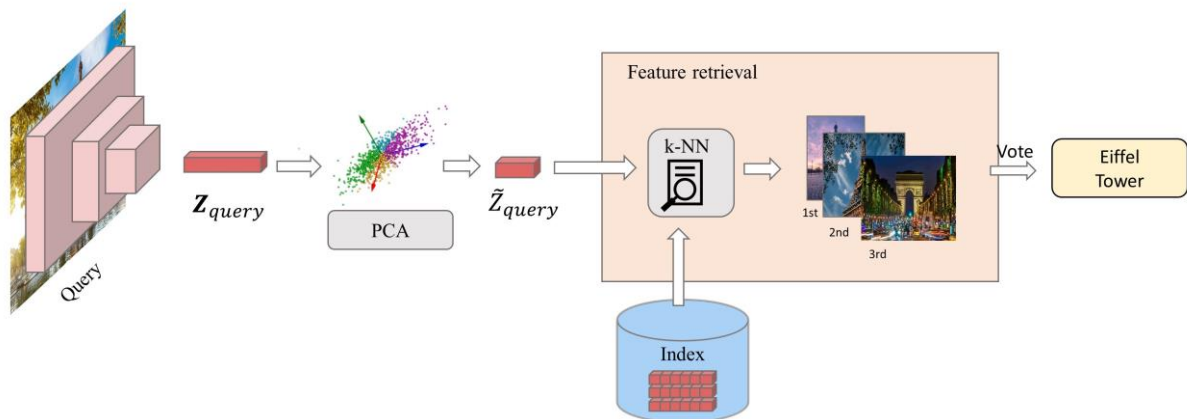 Query
𝒁_query
PCA
Z̃_query
Feature retrieval
k-NN
1st
2nd
3rd
Vote
Eiffel
Tower
Index